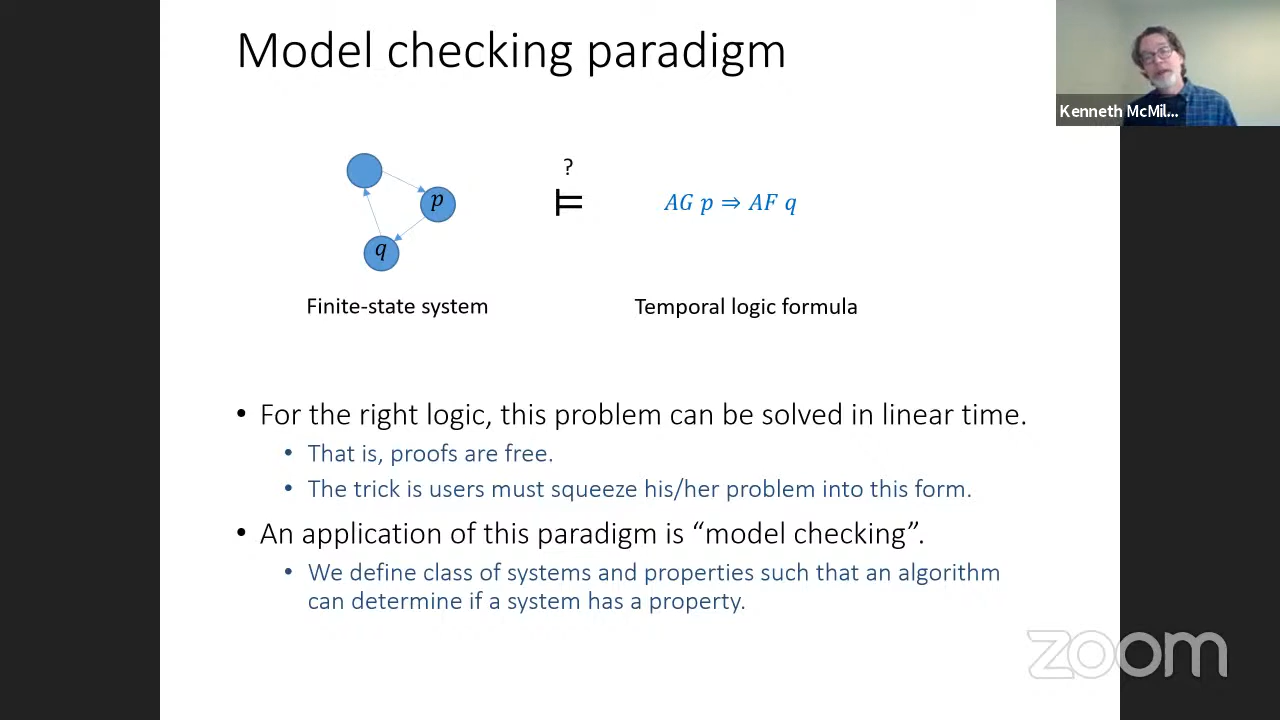 Model checking paradigm
Kenneth McMil...
?
p
⊨
AG p ⇒ AF q
q
Finite-state system
Temporal logic formula
• For the right logic, this problem can be solved in linear time.
• That is, proofs are free.
• The trick is users must squeeze his/her problem into this form.
• An application of this paradigm is “model checking”.
• We define class of systems and properties such that an algorithm
can determine if a system has a property.
zoom